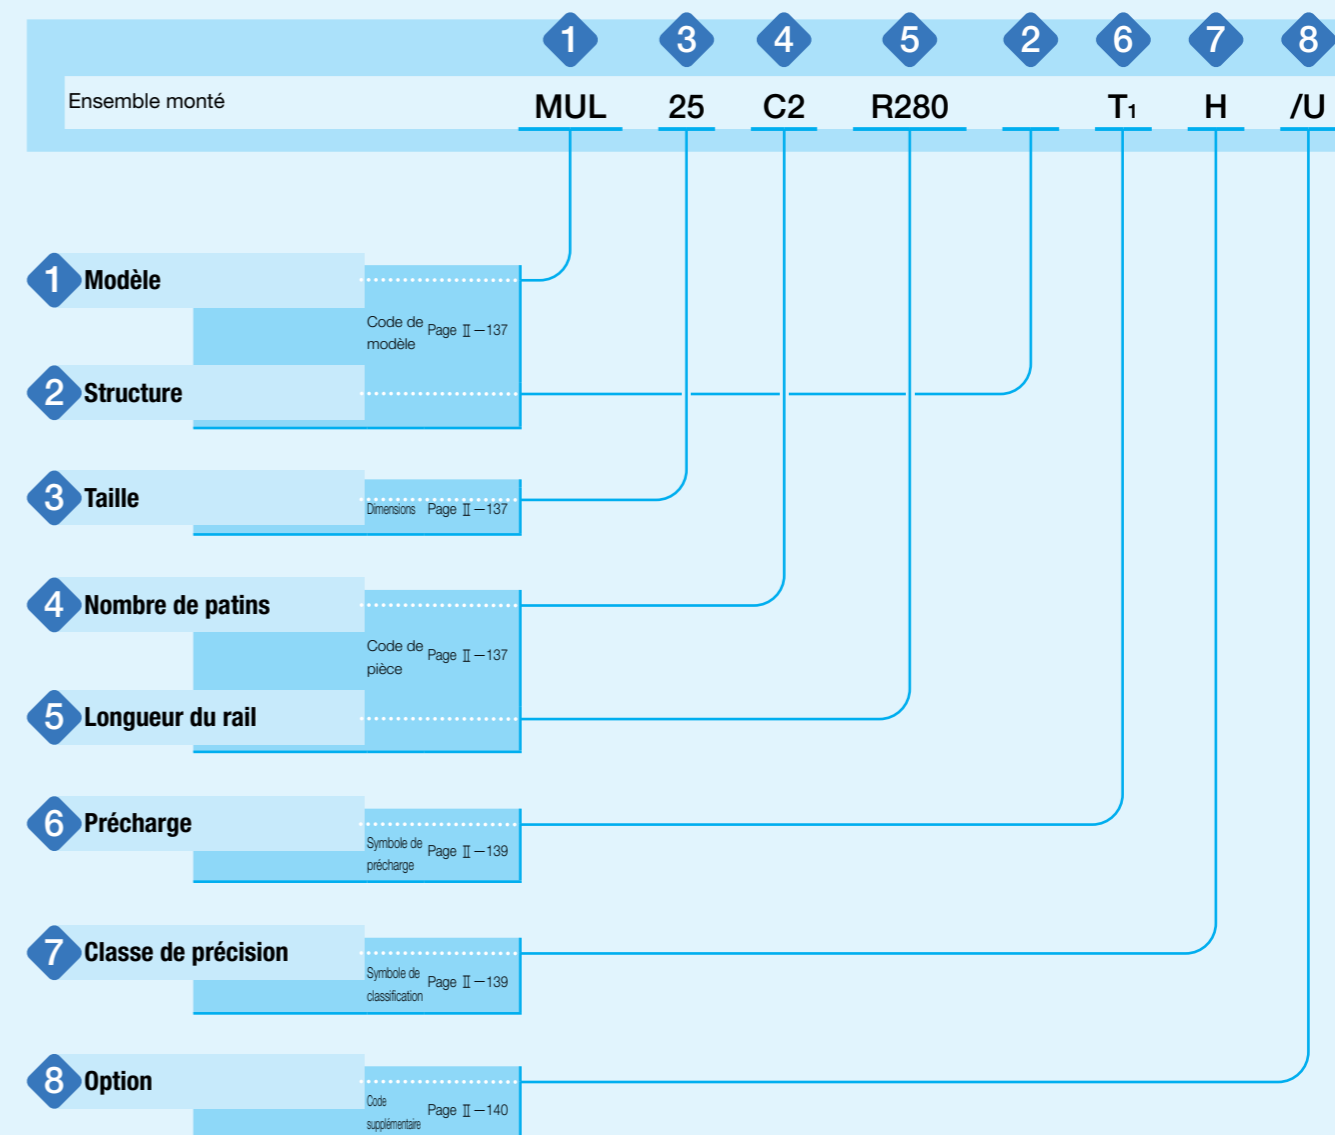 1 3 4 5 2 6 7 8
Ensemble monté MUL 25 C2 R280 T1 H /U
1 Modèle
Code de
modèle
Page Ⅱ－137
2 Structure
3 Taille
Dimensions Page Ⅱ－137
4 Nombre de patins
Code de
pièce
Page Ⅱ－137
5 Longueur du rail
6 Précharge
Symbole de
précharge
Page Ⅱ－139
7 Classe de précision
Symbole de
classification
Page Ⅱ－139
8 Option
Code
supplémentaire
Page Ⅱ－140